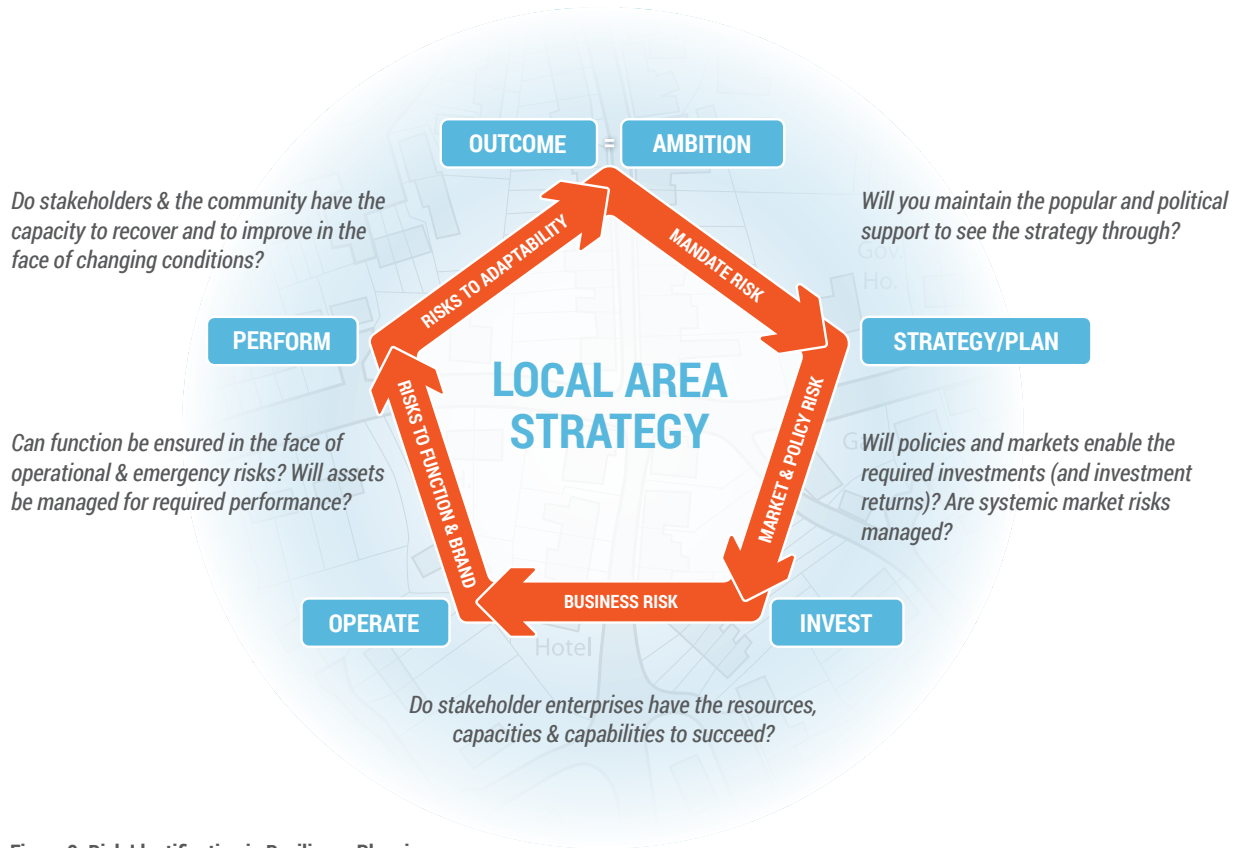 OUTCOME = AMBITION
Do stakeholders & the community have the
capacity to recover and to improve in the
face of changing conditions?
Will you maintain the popular and political
support to see the strategy through?
RISKS TO ADAPTABILITY
MANDATE RISK
Gov.
Ho.
PERFORM
STRATEGY/PLAN
LOCAL AREA
STRATEGY
RISKS TO FUNCTION & BRAND
MARKET & POLICY RISK
Can function be ensured in the face of
operational & emergency risks? Will assets
be managed for required performance?
Will policies and markets enable the
required investments (and investment
returns)? Are systemic market risks
managed?
BUSINESS RISK
OPERATE
INVEST
Hotel
Do stakeholder enterprises have the resources,
capacities & capabilities to succeed?